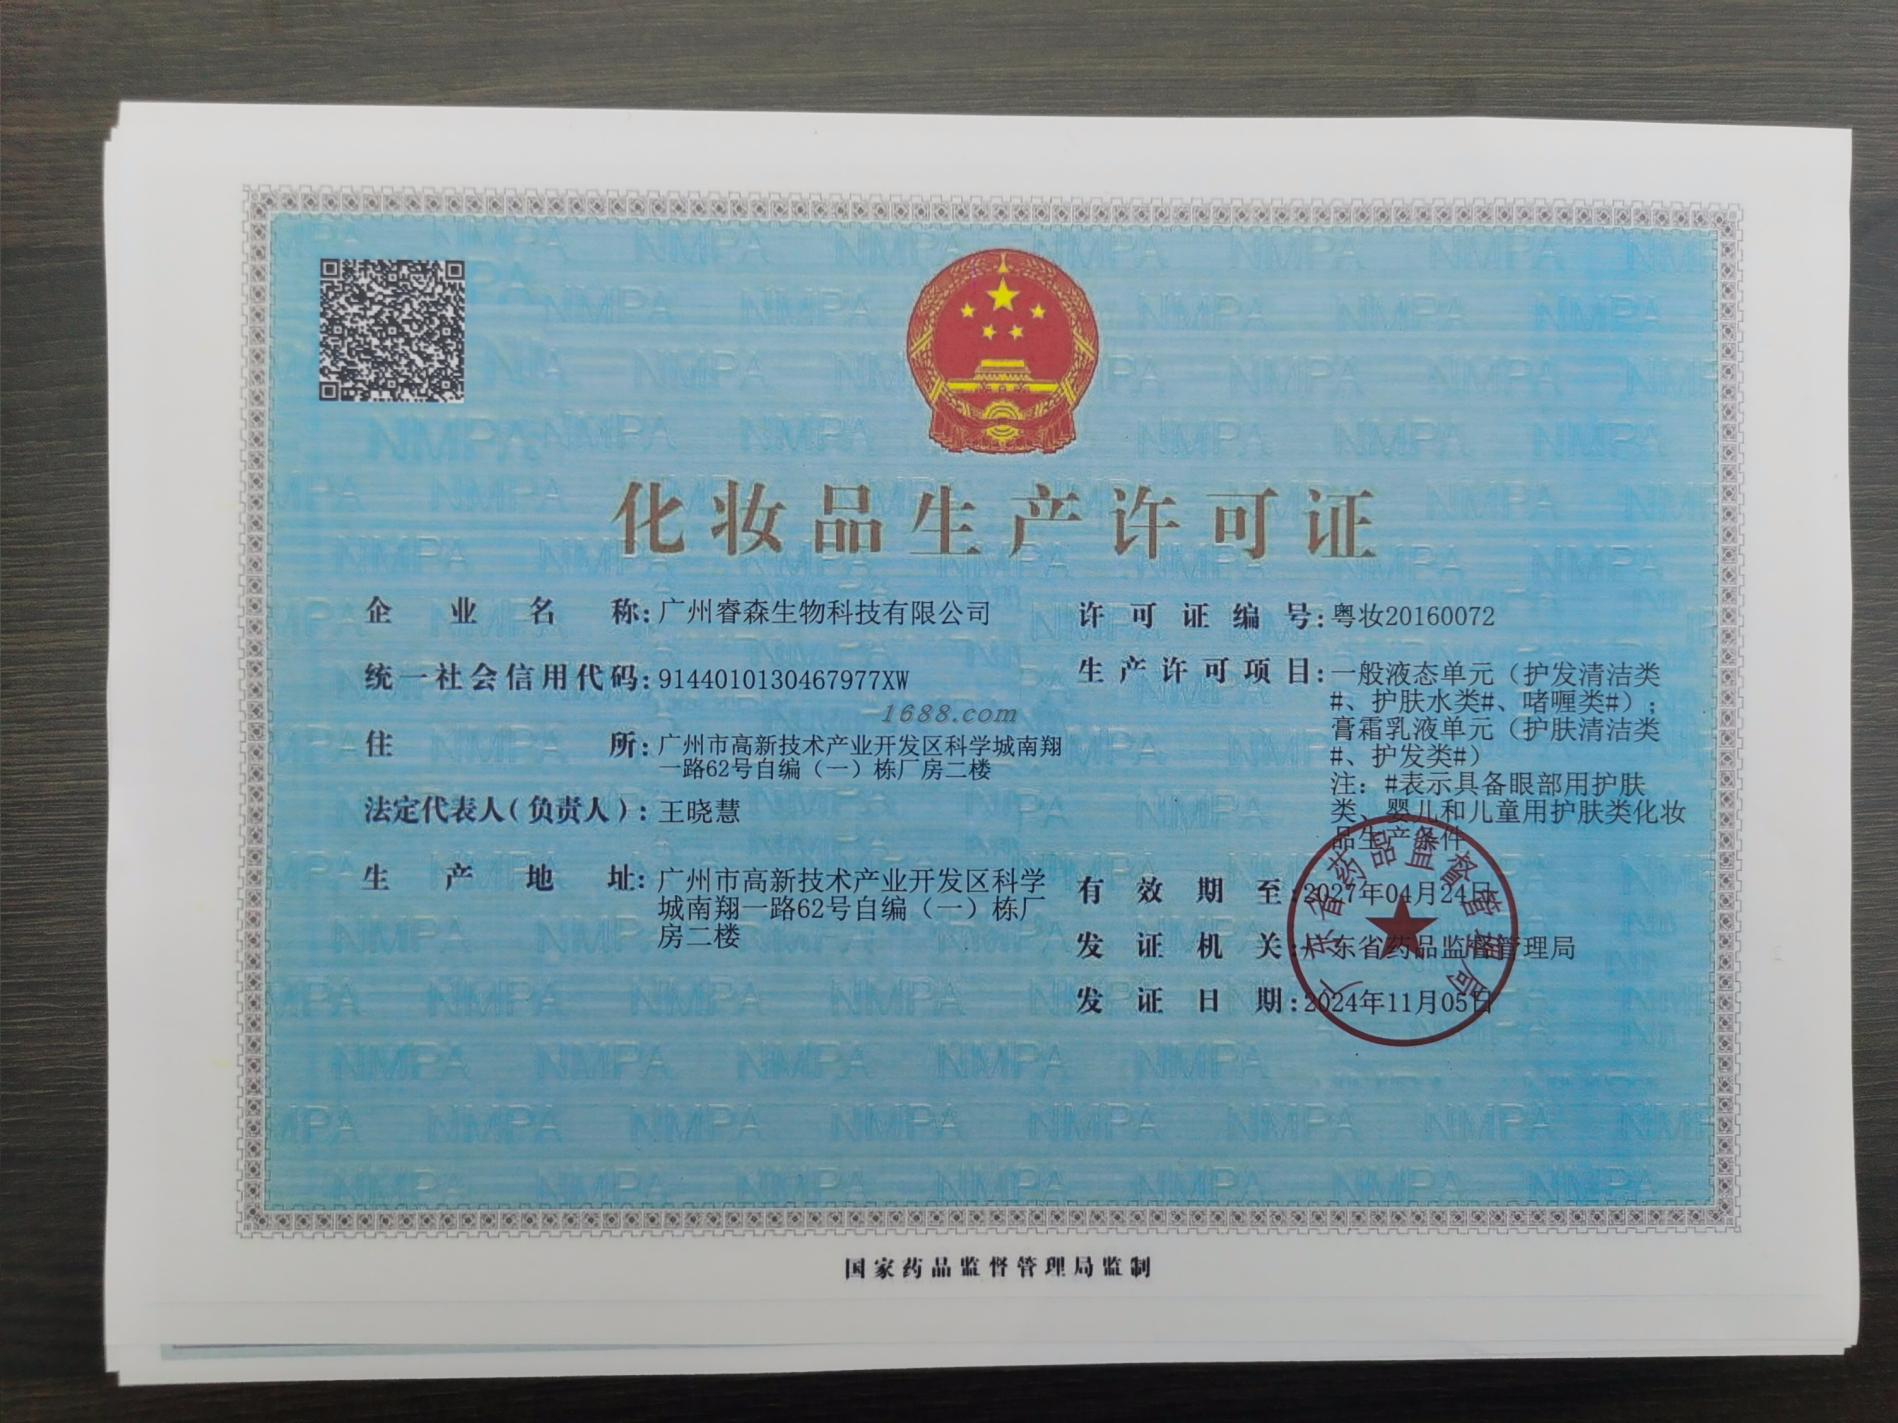 化妆品生产许可证
企业名称:广州睿森生物科技有限公司
统一社会信用代码:9144010130467977XW
1688.com
住所:广州市高新技术产业开发区科学城南翔
一路62号自编（一）栋厂房二楼
法定代表人(负责人):王晓慧
生产地址:广州市高新技术产业开发区科学
城南翔一路62号自编（一）栋厂
房二楼
许可证编号:粤妆20160072
生产许可项目:一般液态单元（护发清洁类
#、护肤水类#、啫喱类#）;
膏霜乳液单元（护肤清洁类
#、护发类#）
注: #表示具备眼部用护肤
类、婴儿和儿童用护肤类化妆
品生产条件
有效期至:2027年04月24日
发证机关:广东省药品监督管理局
发证日期:2024年11月05日
广东省药品监督管理局
国家药品监督管理局监制
NMPA